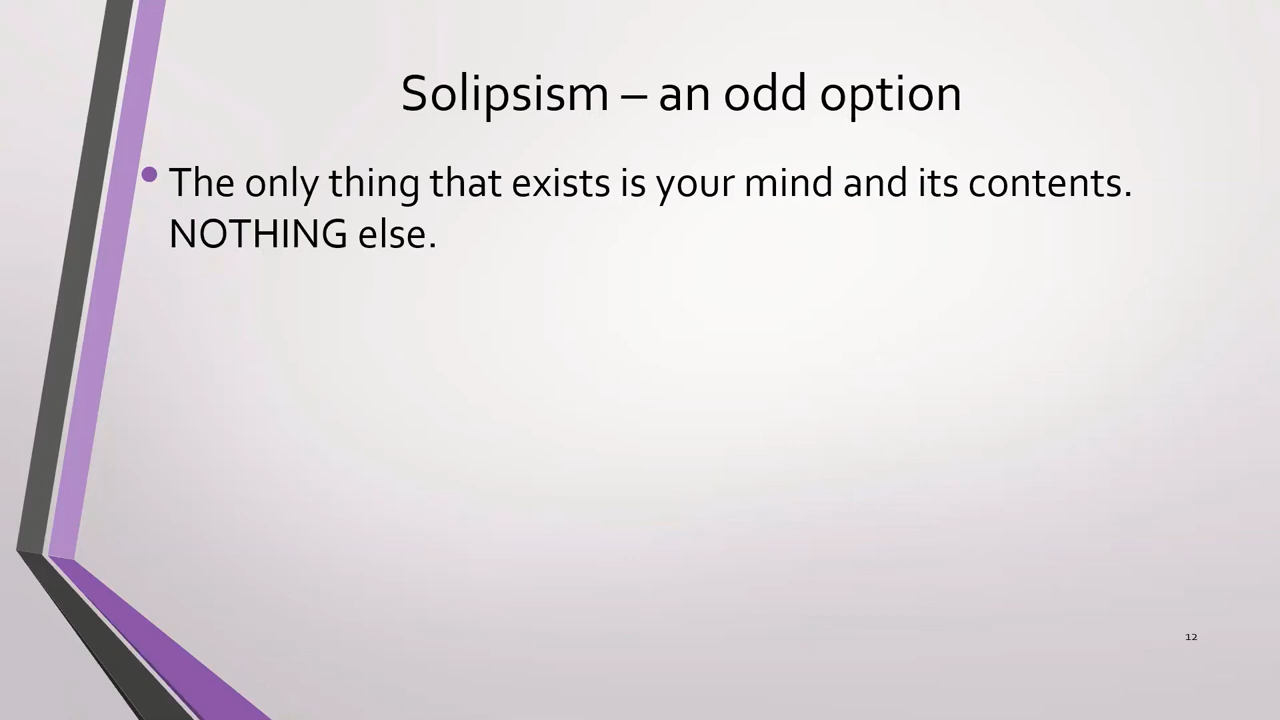 Solipsism – an odd option
• The only thing that exists is your mind and its contents.
NOTHING else.
12